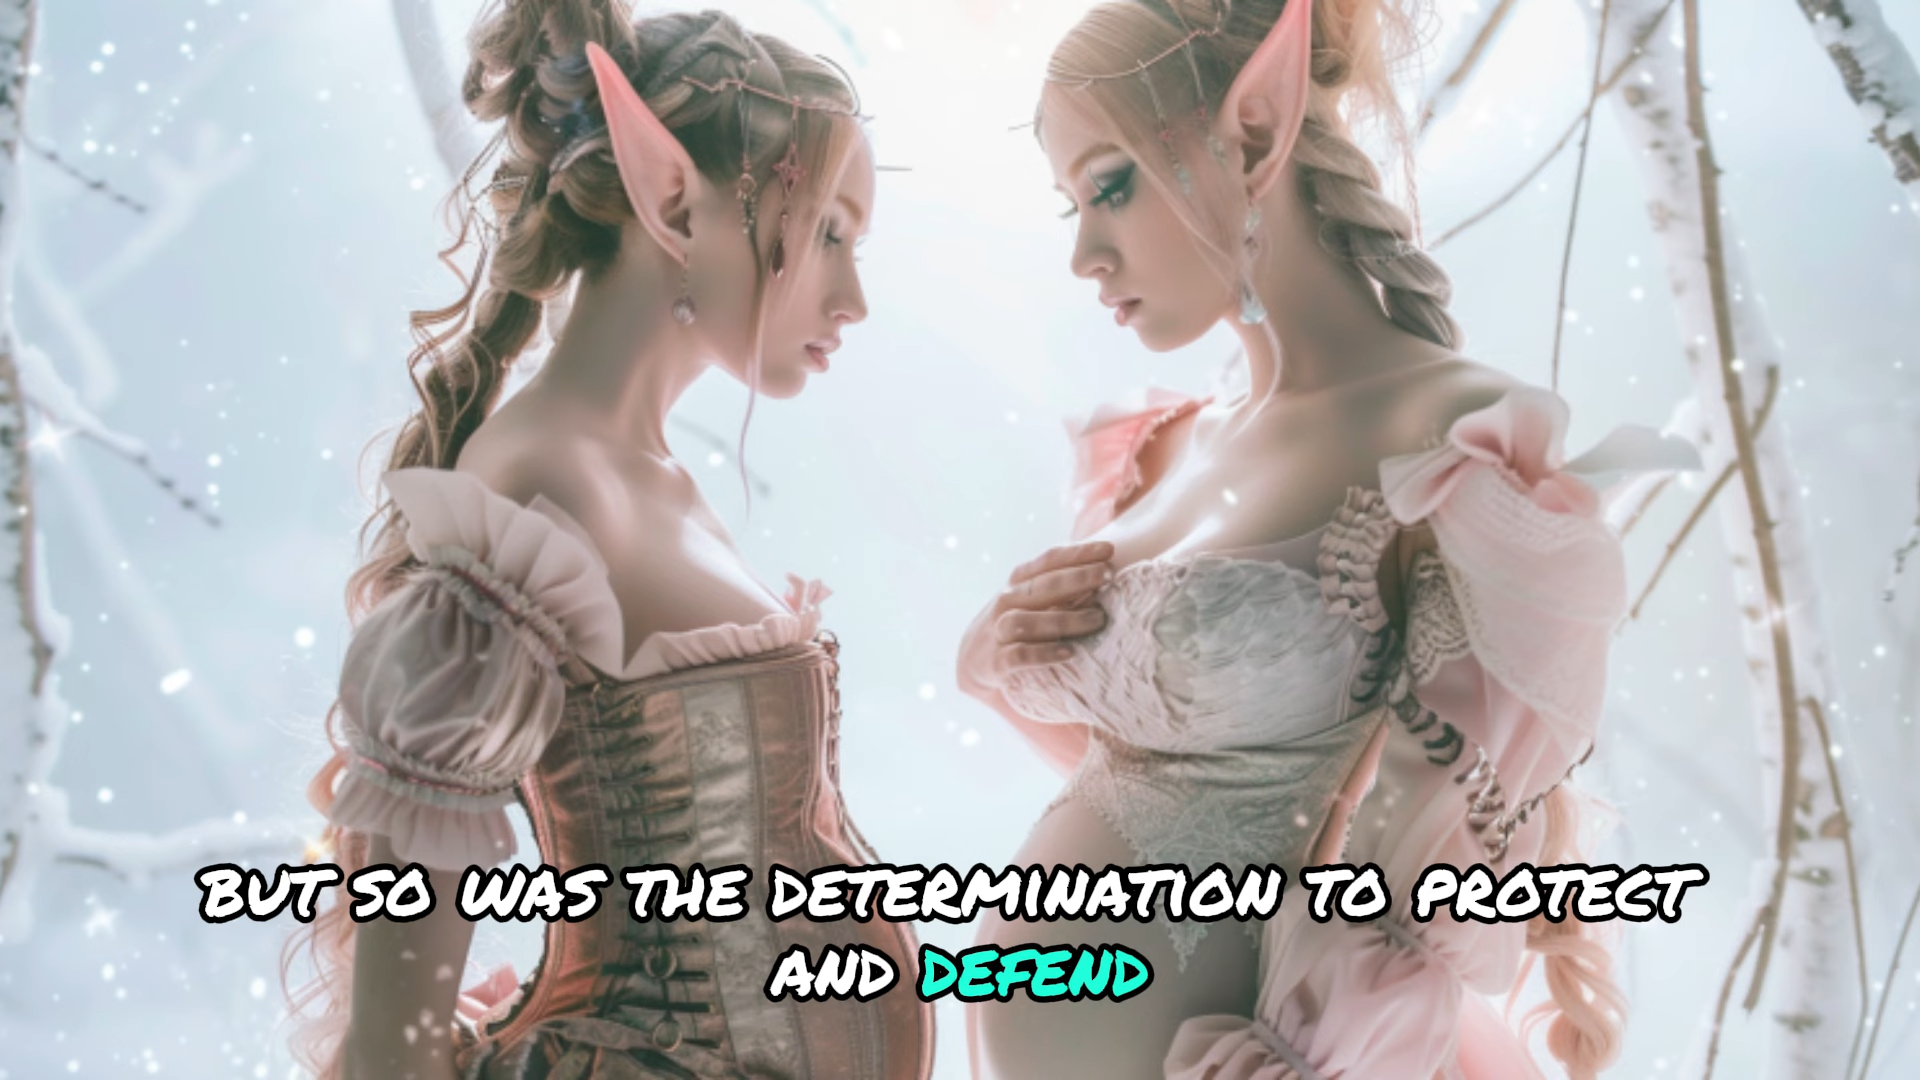 BUT SO WAS THE DETERMINATION TO PROTECT
AND DEFEND